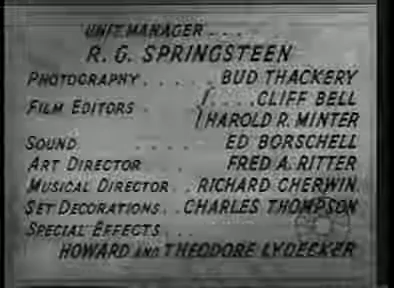 UNIT MANAGER . . . .
R. G. SPRINGSTEEN
PHOTOGRAPHY . . . . . BUD THACKERY
FILM EDITORS . . . . . CLIFF BELL
HAROLD R. MINTER
SOUND . . . . . ED BORSCHELL
ART DIRECTOR . . FRED A. RITTER
MUSICAL DIRECTOR . . RICHARD CHERWIN
SET DECORATIONS . . CHARLES THOMPSON
SPECIAL EFFECTS . . .
HOWARD AND THEODORE LYDECKER